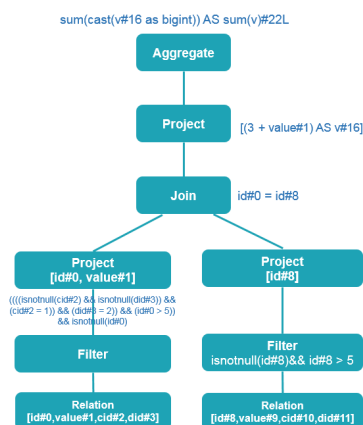 sum(cast(v#16 as bigint)) AS sum(v)#22L
Aggregate
Project
[(3 + value#1) AS v#16]
Join
id#0 = id#8
Project
[id#0, value#1]
Project
[id#8]
((((isnotnull(cid#2) && isnotnull(did#3)) &&
(cid#2 = 1)) && (did#3 = 2)) && (id#0 > 5))
&& isnotnull(id#0)
Filter
Filter
isnotnull(id#8)&& id#8 > 5
Relation
[id#0,value#1,cid#2,did#3]
Relation
[id#8,value#9,cid#10,did#11]